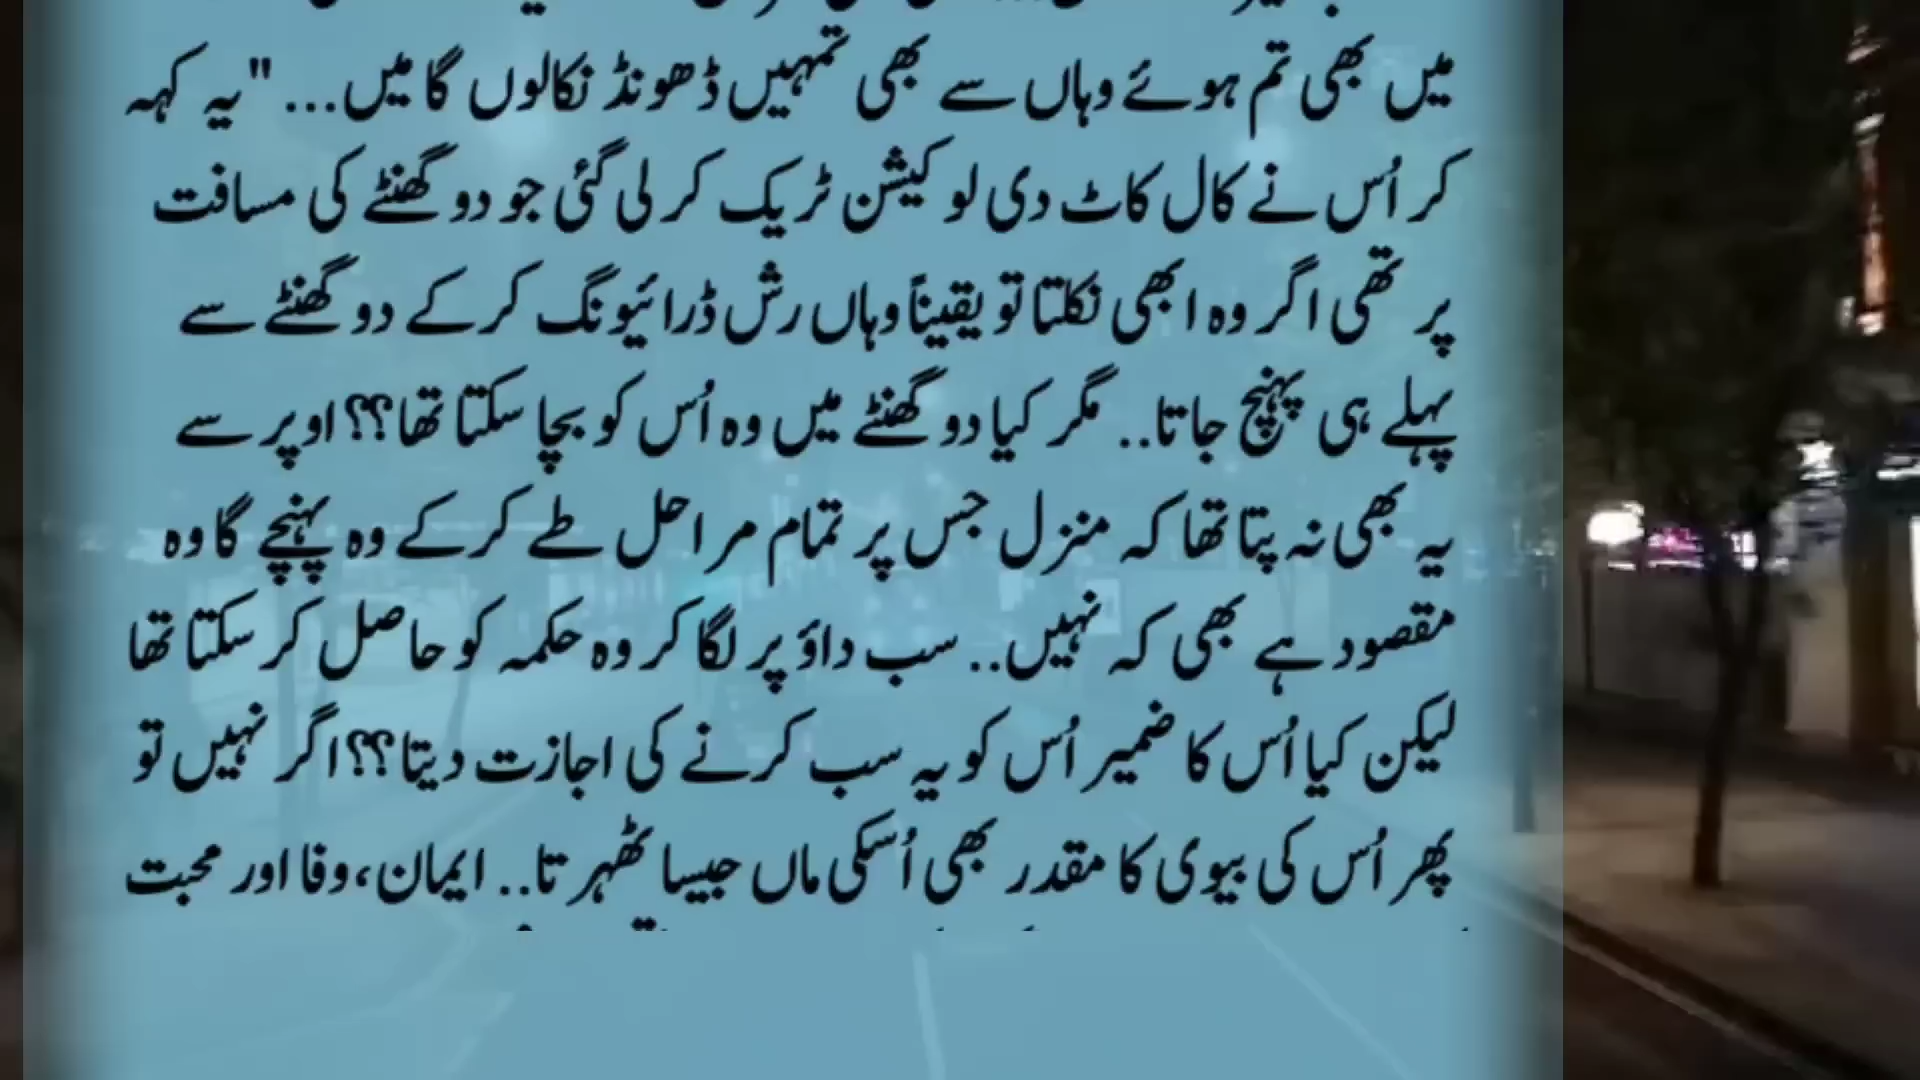 میں بھی تم ہوئے وہاں سے بھی تمہیں ڈھونڈ نکالوں گا میں... "یہ کہہ
کر اُس نے کال کاٹ دی لوکیشن ٹریک کر لی گئی جو دو گھنٹے کی مسافت
پر تھی اگر وہ ابھی نکلتا تو یقیناً وہاں رش ڈرائیونگ کر کے دو گھنٹے سے
پہلے ہی پہنچ جاتا.. مگر کیا دو گھنٹے میں وہ اُس کو بچا سکتا تھا؟؟ اوپر سے
یہ بھی نہ پتا تھا کہ منزل جس پر تمام مراحل طے کر کے وہ پہنچے گا وہ
مقصود ہے بھی کہ نہیں.. سب داؤ پر لگا کر وہ حکمہ کو حاصل کر سکتا تھا
لیکن کیا اُس کا ضمیر اُس کو یہ سب کرنے کی اجازت دیتا؟؟ اگر نہیں تو
پھر اُس کی بیوی کا مقدر بھی اُسکی ماں جیسا ٹھہرتا.. ایمان، وفا اور محبت